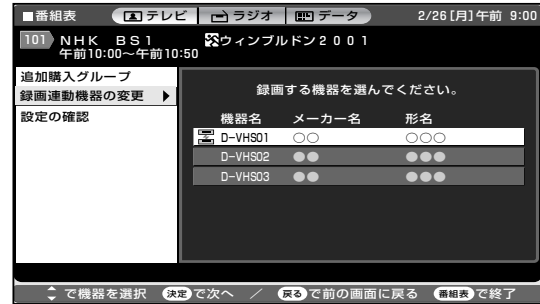 ■番組表 テレビ ラジオ データ 2/26[月]午前 9:00
101 NHK BS1 ウィンブルドン2001
午前10:00~午前10:50
追加購入グループ
録画連動機器の変更 ▶
設定の確認
録画する機器を選んでください。
機器名 メーカー名 形名
D-VHS01 ○○ ○○○
D-VHS02 ●● ●●●
D-VHS03 ●● ●●●
で機器を選択 決定で次へ / 戻るで前の画面に戻る 番組表で終了